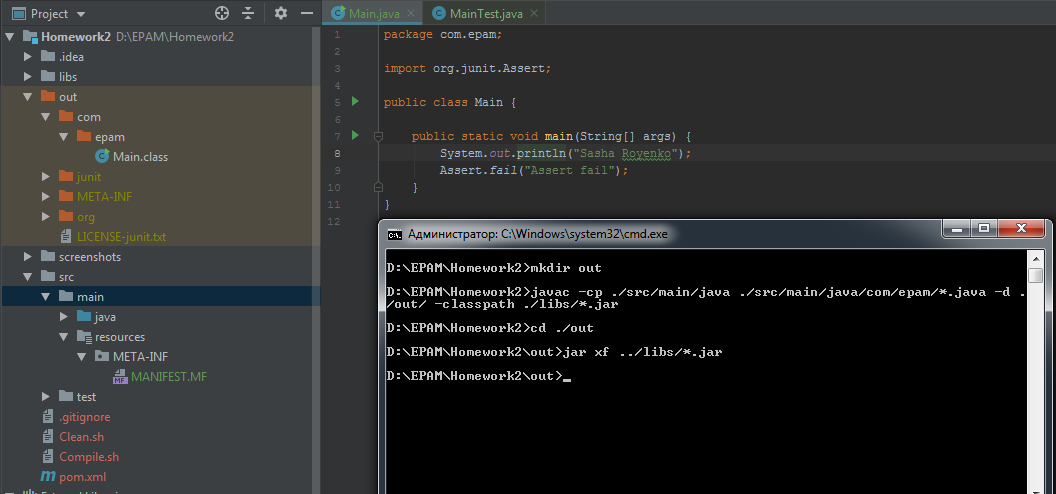 Project
Main.java
MainTest.java
Homework2 D:\EPAM\Homework2
.idea
libs
out
com
epam
Main.class
junit
META-INF
org
LICENSE-junit.txt
screenshots
src
main
java
resources
META-INF
MANIFEST.MF
test
.gitignore
Clean.sh
Compile.sh
pom.xml
1 package com.epam;
2
3 import org.junit.Assert;
4
5 public class Main {
6
7 public static void main(String[] args) {
8 System.out.println("Sasha Royenko");
9 Assert.fail("Assert fail");
10 }
11 }
12
Администратор: C:\Windows\system32\cmd.exe
D:\EPAM\Homework2>mkdir out
D:\EPAM\Homework2>javac -cp ./src/main/java ./src/main/java/com/epam/*.java -d .
/out/ -classpath ./libs/*.jar
D:\EPAM\Homework2>cd ./out
D:\EPAM\Homework2\out>jar xf ../libs/*.jar
D:\EPAM\Homework2\out>_